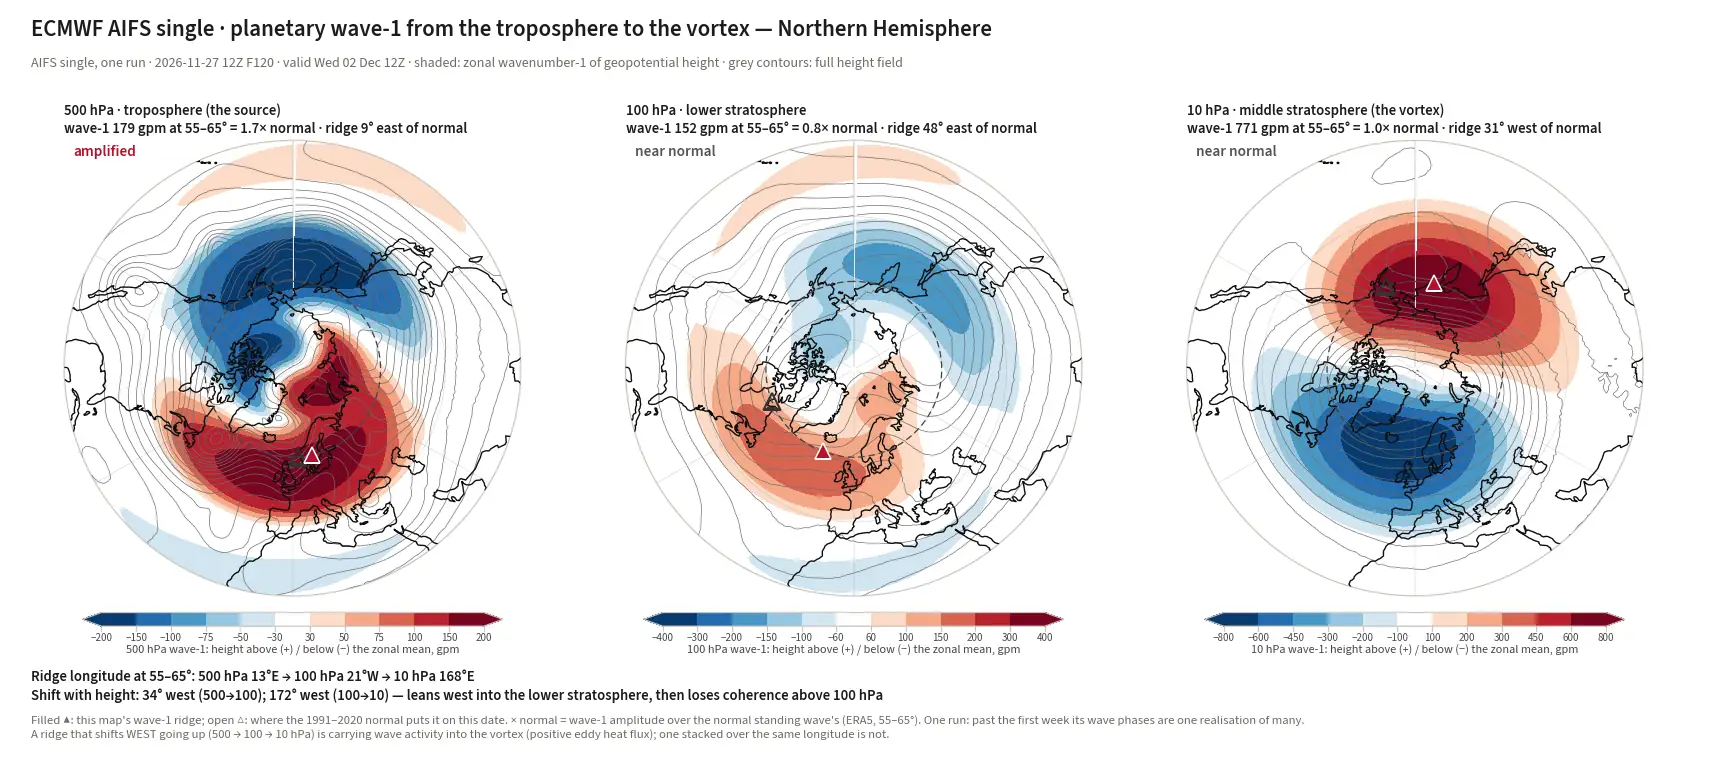 ECMWF AIFS single · planetary wave-1 from the troposphere to the vortex — Northern Hemisphere
AIFS single, one run · 2026-11-27 12Z F120 · valid Wed 02 Dec 12Z · shaded: zonal wavenumber-1 of geopotential height · grey contours: full height field
500 hPa · troposphere (the source)
wave-1 179 gpm at 55–65° = 1.7× normal · ridge 9° east of normal
amplified
100 hPa · lower stratosphere
wave-1 152 gpm at 55–65° = 0.8× normal · ridge 48° east of normal
near normal
10 hPa · middle stratosphere (the vortex)
wave-1 771 gpm at 55–65° = 1.0× normal · ridge 31° west of normal
near normal
−200 −150 −100 −75 −50 −30 30 50 75 100 150 200
500 hPa wave-1: height above (+) / below (−) the zonal mean, gpm
−400 −300 −200 −150 −100 −60 60 100 150 200 300 400
100 hPa wave-1: height above (+) / below (−) the zonal mean, gpm
−800 −600 −450 −300 −200 −100 100 200 300 450 600 800
10 hPa wave-1: height above (+) / below (−) the zonal mean, gpm
Ridge longitude at 55–65°: 500 hPa 13°E → 100 hPa 21°W → 10 hPa 168°E
Shift with height: 34° west (500→100); 172° west (100→10) — leans west into the lower stratosphere, then loses coherence above 100 hPa
Filled ▲: this map's wave-1 ridge; open △: where the 1991–2020 normal puts it on this date. × normal = wave-1 amplitude over the normal standing wave's (ERA5, 55–65°). One run: past the first week its wave phases are one realisation of many.
A ridge that shifts WEST going up (500 → 100 → 10 hPa) is carrying wave activity into the vortex (positive eddy heat flux); one stacked over the same longitude is not.